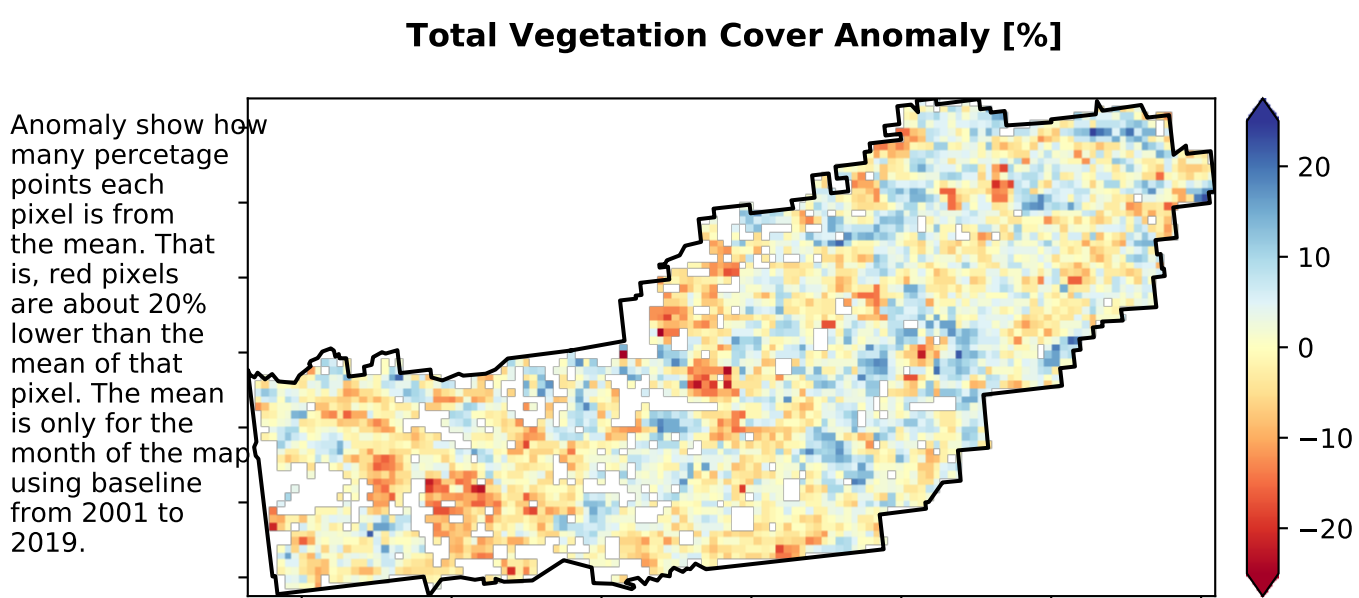 Total Vegetation Cover Anomaly [%]
Anomaly show how
many percetage
points each
pixel is from
the mean. That
is, red pixels
are about 20%
lower than the
mean of that
pixel. The mean
is only for the
month of the map
using baseline
from 2001 to
2019.
20
10
0
−10
−20